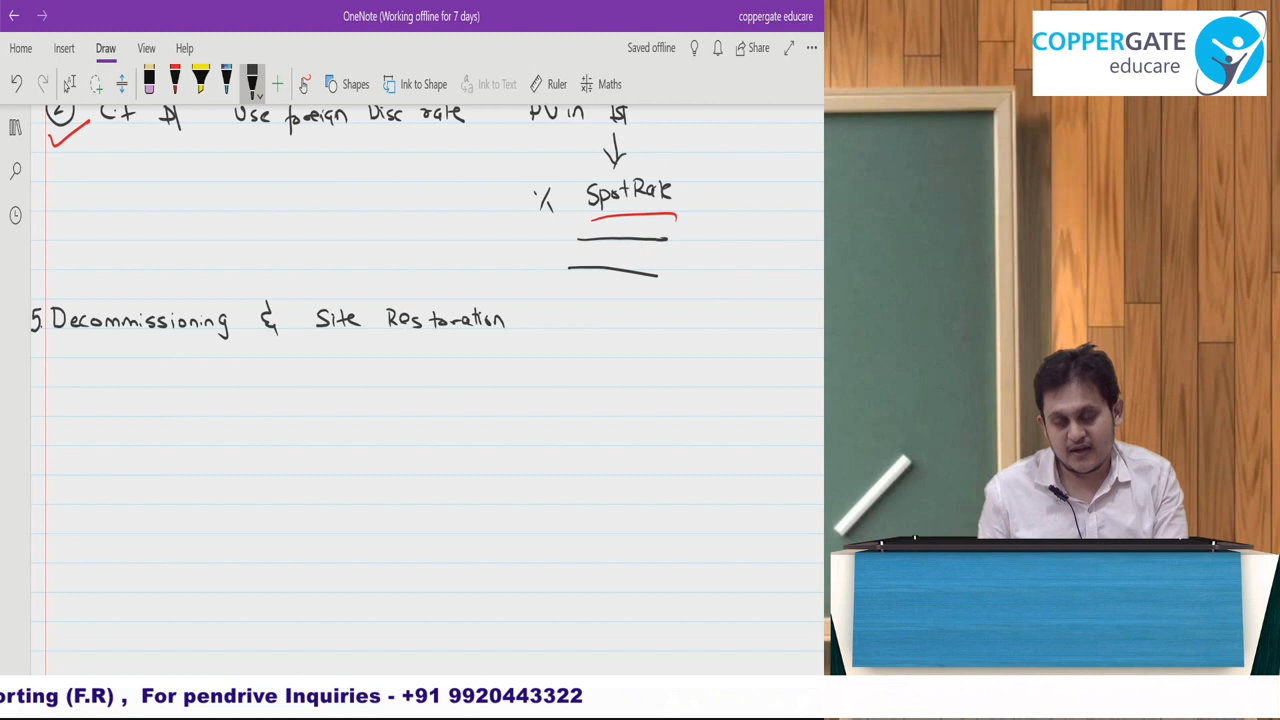 OneNote (Working offline for 7 days)
coppergate educare
Home Insert Draw View Help
Saved offline Share
Shapes Ink to Shape Ink to Text Ruler Maths
2 Use foreign Disc rate PV in
% Spot Rate
5. Decommissioning & Site Restoration
COPPERGATE
educare
orting (F.R) , For pendrive Inquiries - +91 9920443322